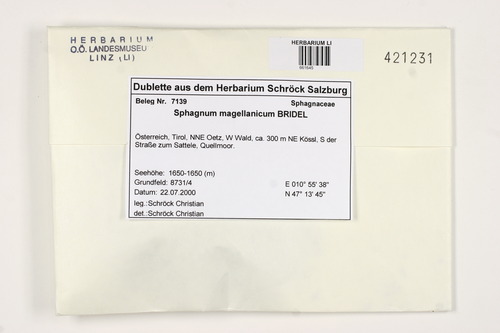 HERBARIUM
O.Ö. LANDESMUSEU
LINZ (LI)
HERBARIUM LI
421231
Dublette aus dem Herbarium Schröck Salzburg
Beleg Nr. 7139 Sphagnaceae
Sphagnum magellanicum BRIDEL
Österreich, Tirol, NNE Oetz, W Wald, ca. 300 m NE Kössl, S der
Straße zum Sattele, Quellmoor.
Seehöhe: 1650-1650 (m)
Grundfeld: 8731/4 E 010° 55' 38"
Datum: 22.07.2000 N 47° 13' 45"
leg.:Schröck Christian
det.:Schröck Christian